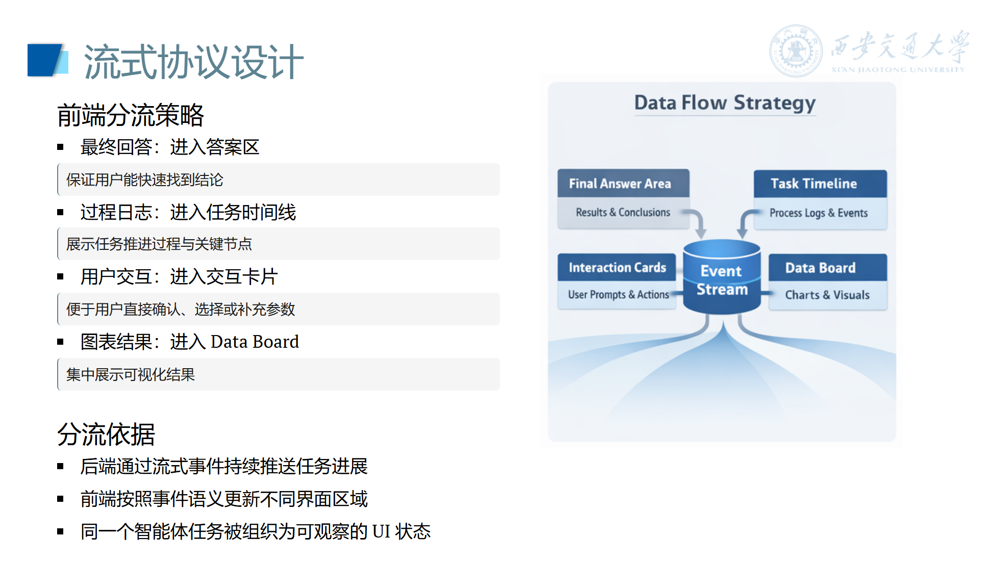 流式协议设计
西安交通大学
XI'AN JIAOTONG UNIVERSITY
前端分流策略
最终回答：进入答案区
保证用户能快速找到结论
过程日志：进入任务时间线
展示任务推进过程与关键节点
用户交互：进入交互卡片
便于用户直接确认、选择或补充参数
图表结果：进入 Data Board
集中展示可视化结果
分流依据
后端通过流式事件持续推送任务进展
前端按照事件语义更新不同界面区域
同一个智能体任务被组织为可观察的 UI 状态
Data Flow Strategy
Final Answer Area
Results & Conclusions
Task Timeline
Process Logs & Events
Interaction Cards
User Prompts & Actions
Event
Stream
Data Board
Charts & Visuals